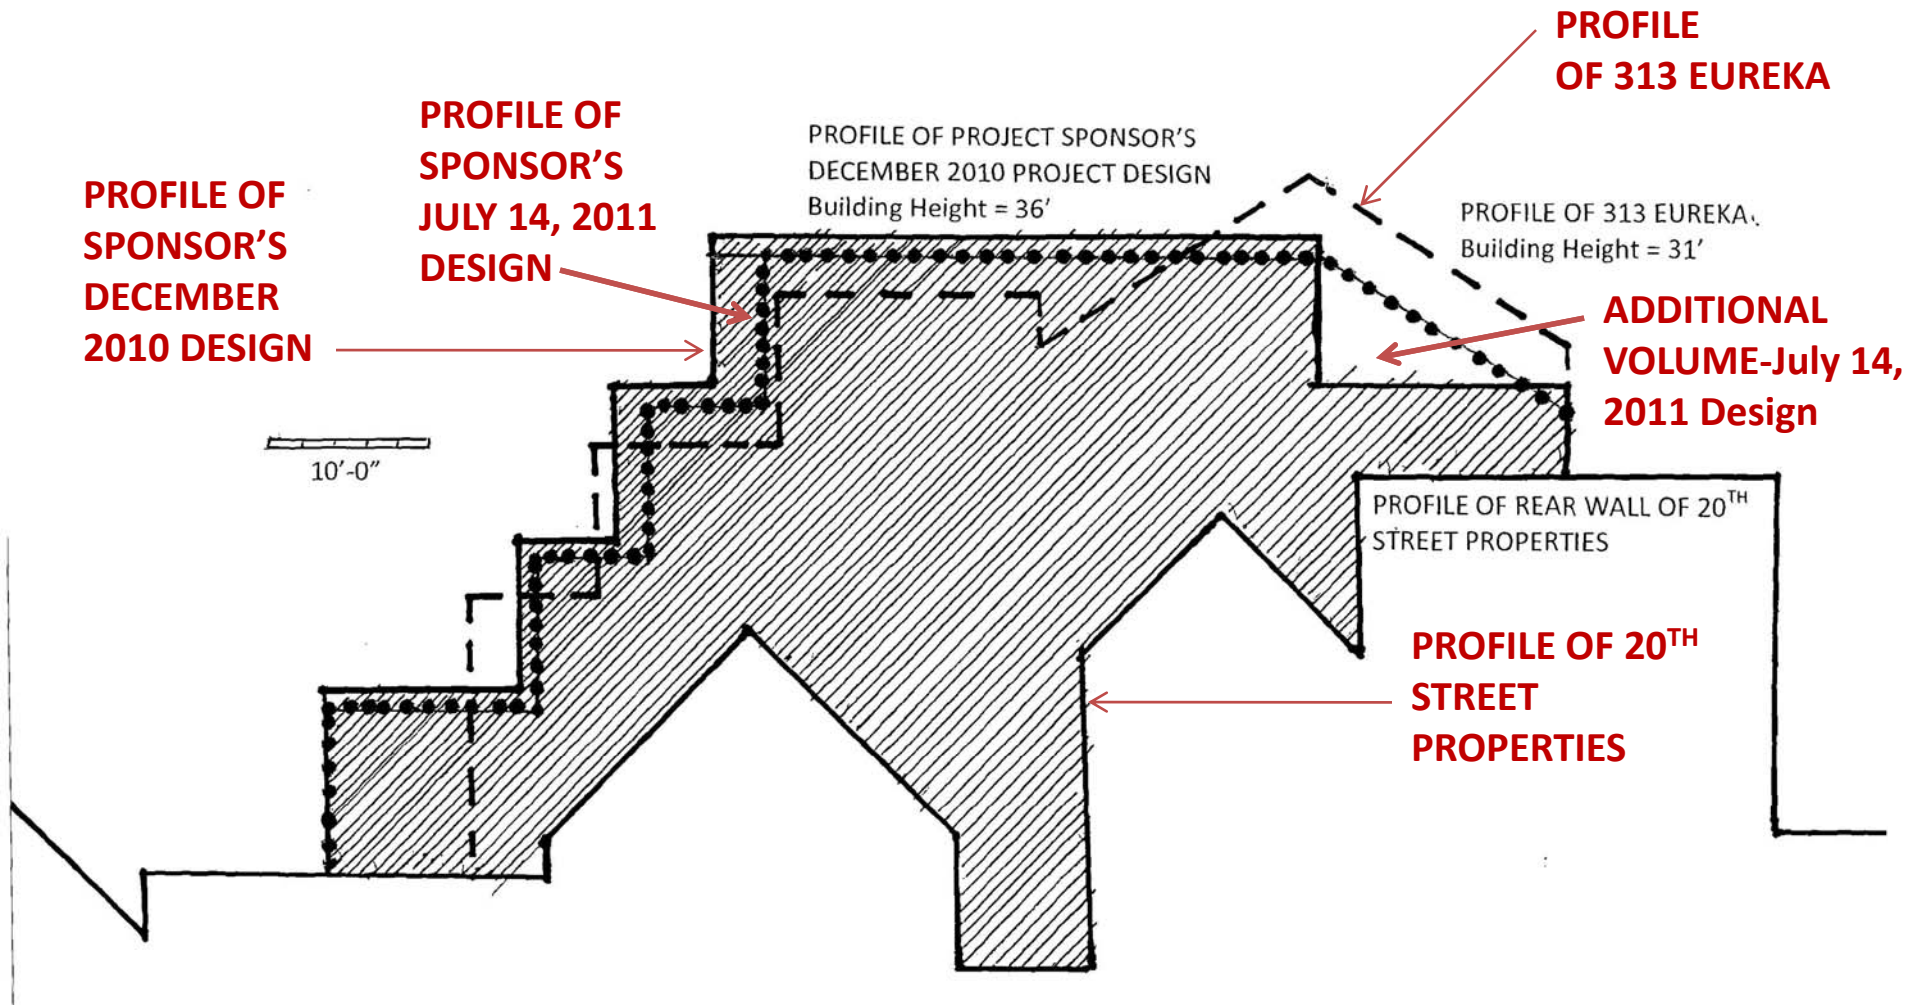 PROFILE
OF 313 EUREKA
PROFILE OF
SPONSOR’S
JULY 14, 2011
DESIGN
PROFILE OF PROJECT SPONSOR’S
DECEMBER 2010 PROJECT DESIGN
Building Height = 36’
PROFILE OF
SPONSOR’S
DECEMBER
2010 DESIGN
PROFILE OF 313 EUREKA
Building Height = 31’
ADDITIONAL
VOLUME-July 14,
2011 Design
10’-0”
PROFILE OF REAR WALL OF 20TH
STREET PROPERTIES
PROFILE OF 20TH
STREET
PROPERTIES